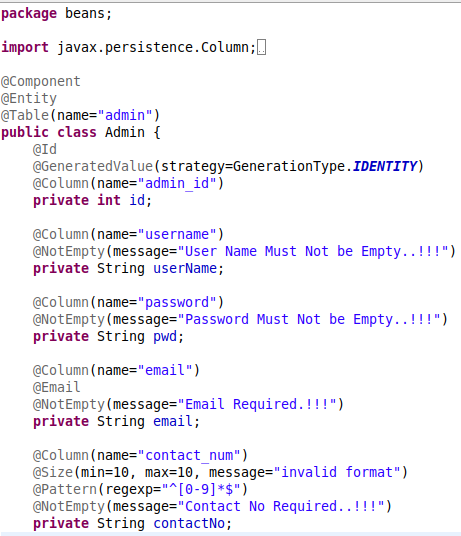 package beans;
import javax.persistence.Column;
@Component
@Entity
@Table(name="admin")
public class Admin {
@Id
@GeneratedValue(strategy=GenerationType.IDENTITY)
@Column(name="admin_id")
private int id;
@Column(name="username")
@NotEmpty(message="User Name Must Not be Empty..!!!")
private String userName;
@Column(name="password")
@NotEmpty(message="Password Must Not be Empty..!!!")
private String pwd;
@Column(name="email")
@Email
@NotEmpty(message="Email Required.!!!")
private String email;
@Column(name="contact_num")
@Size(min=10, max=10, message="invalid format")
@Pattern(regexp="^[0-9]*$")
@NotEmpty(message="Contact No Required..!!!")
private String contactNo;